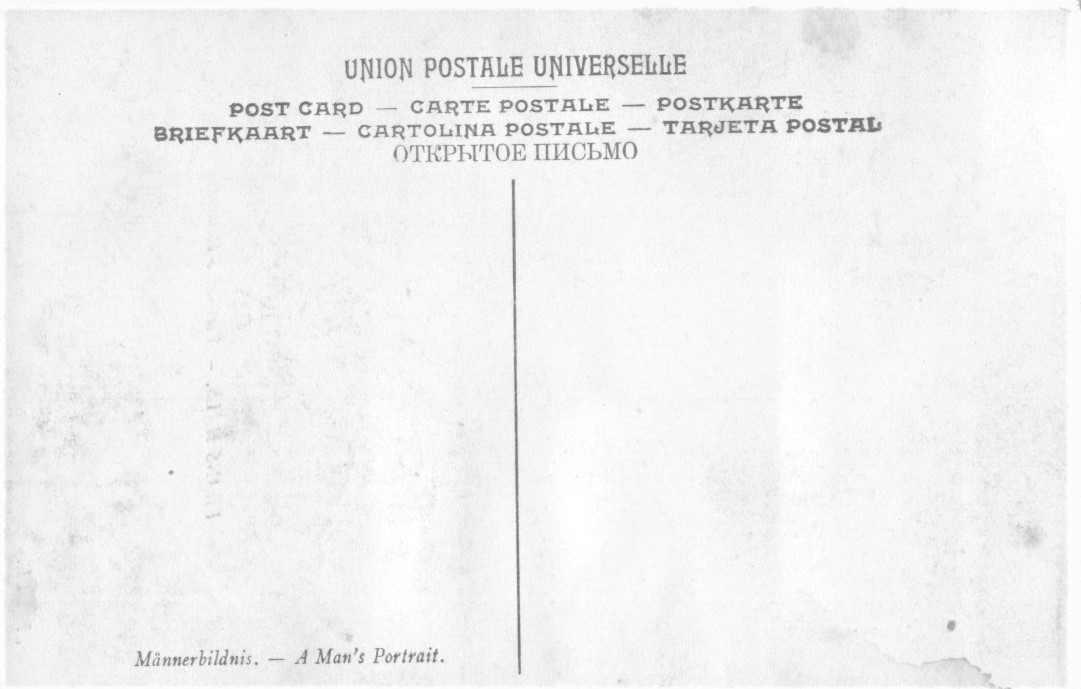 UNION POSTALE UNIVERSELLE
POST CARD — CARTE POSTALE — POSTKARTE
BRIEFKAART — CARTOLINA POSTALE — TARJETA POSTAL
ОТКРЫТОЕ ПИСЬМО
Männerbildnis. — A Man's Portrait.